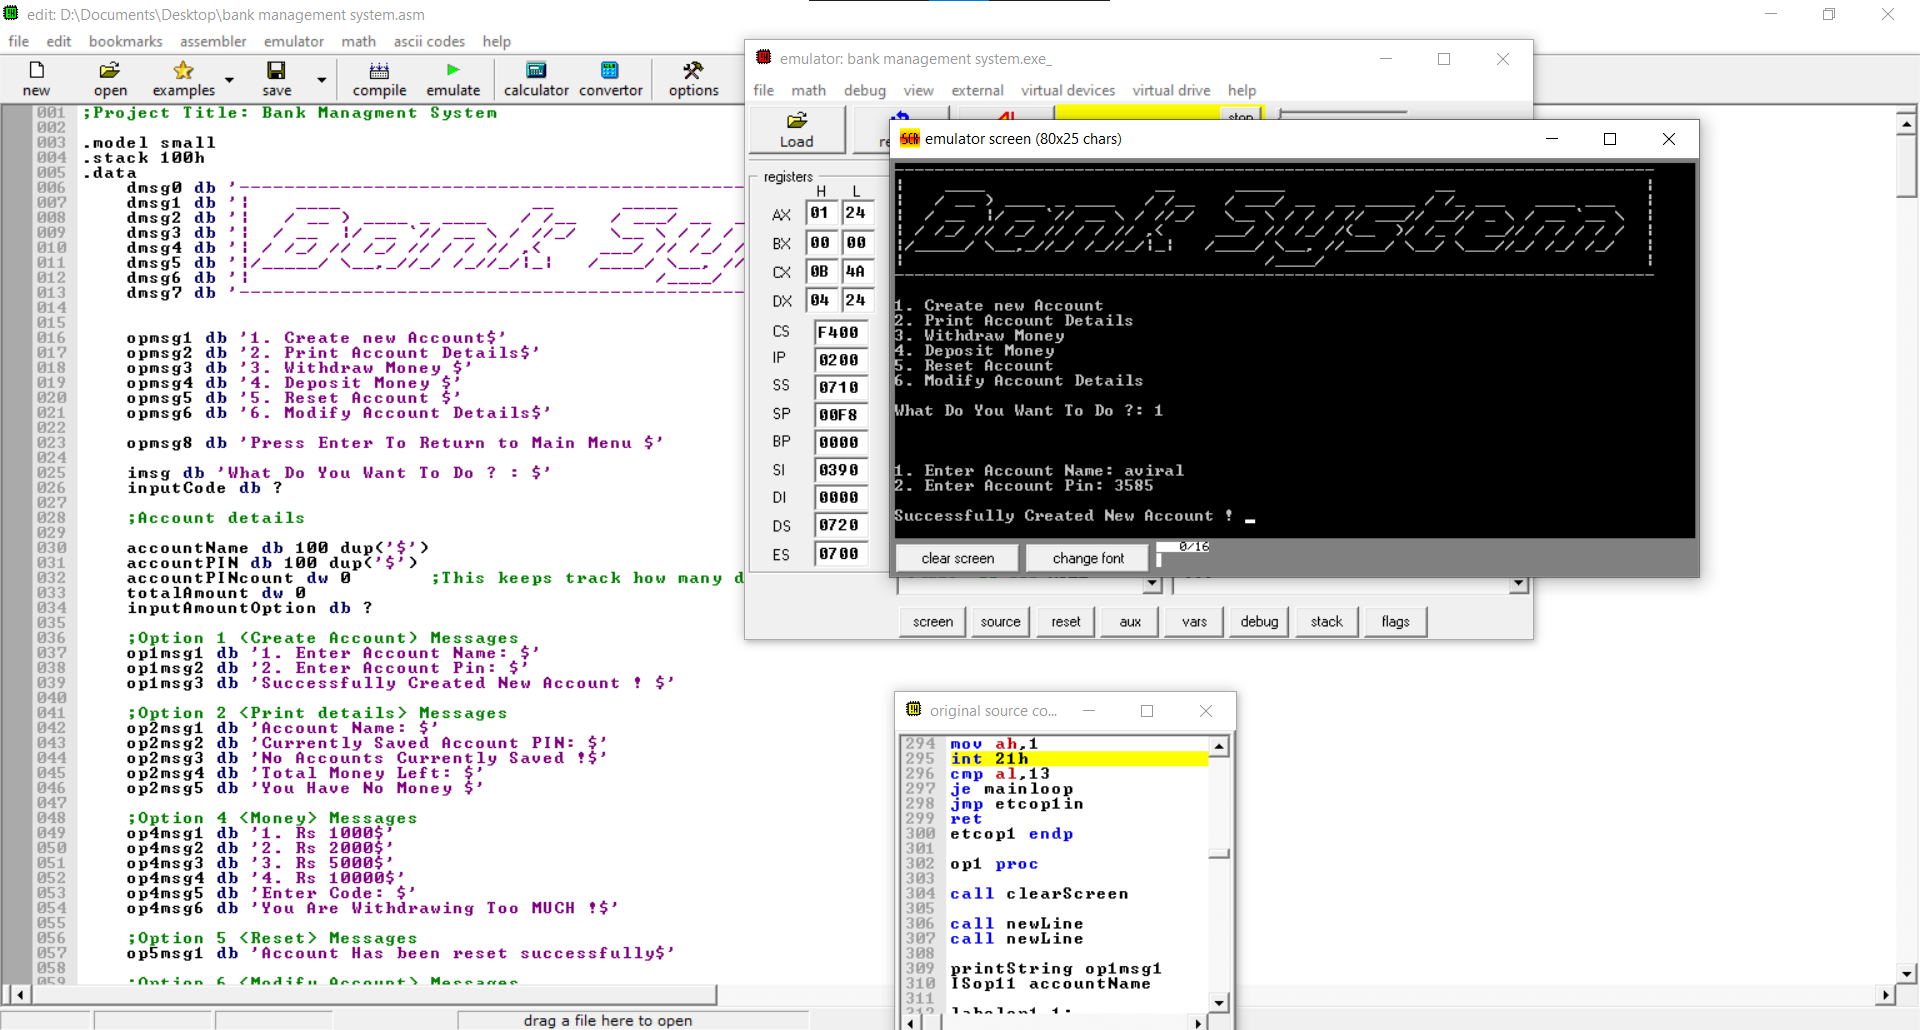 edit: D:\Documents\Desktop\bank management system.asm
file edit bookmarks assembler emulator math ascii codes help
new open examples save compile emulate calculator convertor options
001 ;Project Title: Bank Managment System
002
003 .model small
004 .stack 100h
005 .data
006 dmsg0 db '
007 dmsg1 db '
008 dmsg2 db '
009 dmsg3 db '
010 dmsg4 db '
011 dmsg5 db '
012 dmsg6 db '
013 dmsg7 db '
014
015
016 opmsg1 db '1. Create new Account$'
017 opmsg2 db '2. Print Account Details$'
018 opmsg3 db '3. Withdraw Money $'
019 opmsg4 db '4. Deposit Money $'
020 opmsg5 db '5. Reset Account $'
021 opmsg6 db '6. Modify Account Details$'
022
023 opmsg8 db 'Press Enter To Return to Main Menu $'
024
025 imsg db 'What Do You Want To Do ? : $'
026 inputCode db ?
027
028 ;Account details
029
030 accountName db 100 dup('$')
031 accountPIN db 100 dup('$')
032 accountPINcount dw 0 ;This keeps track how many d
033 totalAmount dw 0
034 inputAmountOption db ?
035
036 ;Option 1 (Create Account) Messages
037 op1msg1 db '1. Enter Account Name: $'
038 op1msg2 db '2. Enter Account Pin: $'
039 op1msg3 db 'Successfully Created New Account ! $'
040
041 ;Option 2 (Print details) Messages
042 op2msg1 db 'Account Name: $'
043 op2msg2 db 'Currently Saved Account PIN: $'
044 op2msg3 db 'No Accounts Currently Saved !$'
045 op2msg4 db 'Total Money Left: $'
046 op2msg5 db 'You Have No Money $'
047
048 ;Option 4 (Money) Messages
049 op4msg1 db '1. Rs 1000$'
050 op4msg2 db '2. Rs 2000$'
051 op4msg3 db '3. Rs 5000$'
052 op4msg4 db '4. Rs 10000$'
053 op4msg5 db 'Enter Code: $'
054 op4msg6 db 'You Are Withdrawing Too MUCH !$'
055
056 ;Option 5 (Reset) Messages
057 op5msg1 db 'Account Has been reset successfully$'
058
059 ;Option 6 (Modify Account) Messages
drag a file here to open
emulator: bank management system.exe_
file math debug view external virtual devices virtual drive help
Load
stop
registers
H L
AX 01 24
BX 00 00
CX 0B 4A
DX 04 24
CS F400
IP 0200
SS 0710
SP 00F8
BP 0000
SI 0390
DI 0000
DS 0720
ES 0700
screen source reset aux vars debug stack flags
emulator screen (80x25 chars)
Bank System
1. Create new Account
2. Print Account Details
3. Withdraw Money
4. Deposit Money
5. Reset Account
6. Modify Account Details
What Do You Want To Do ?: 1
1. Enter Account Name: aviral
2. Enter Account Pin: 3585
Successfully Created New Account !
clear screen change font 0/16
original source co...
294 mov ah,1
295 int 21h
296 cmp al,13
297 je mainloop
298 jmp etcop1in
299 ret
300 etcop1 endp
301
302 op1 proc
303
304 call clearScreen
305
306 call newLine
307 call newLine
308
309 printString op1msg1
310 ISop11 accountName
311